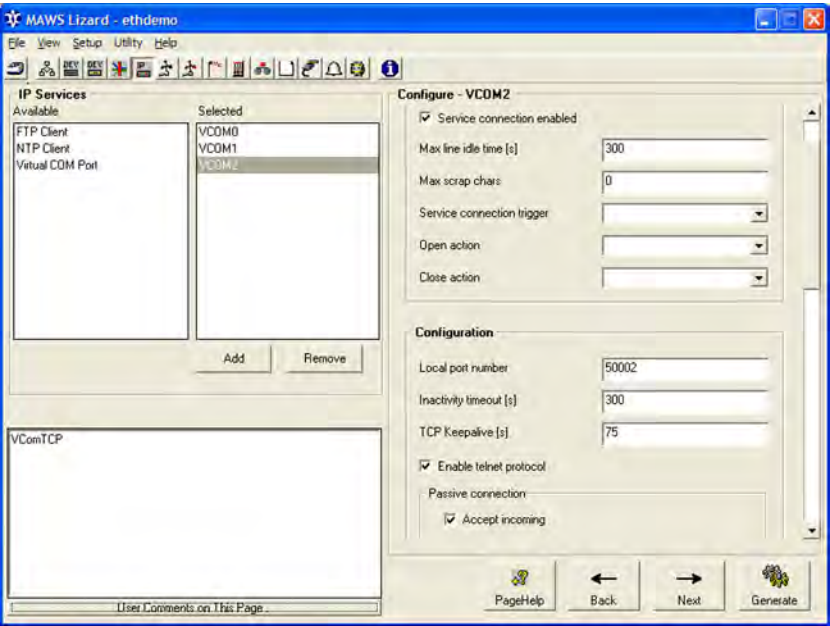 MAWS Lizard - ethdemo
File View Setup Utility Help
IP Services
Available
Selected
FTP Client
NTP Client
Virtual COM Port
VCOM0
VCOM1
VCOM2
Add
Remove
VComTCP
User Comments on This Page
Configure - VCOM2
Service connection enabled
Max line idle time [s]
300
Max scrap chars
0
Service connection trigger
Open action
Close action
Configuration
Local port number
50002
Inactivity timeout [s]
300
TCP Keepalive [s]
75
Enable telnet protocol
Passive connection
Accept incoming
PageHelp
Back
Next
Generate